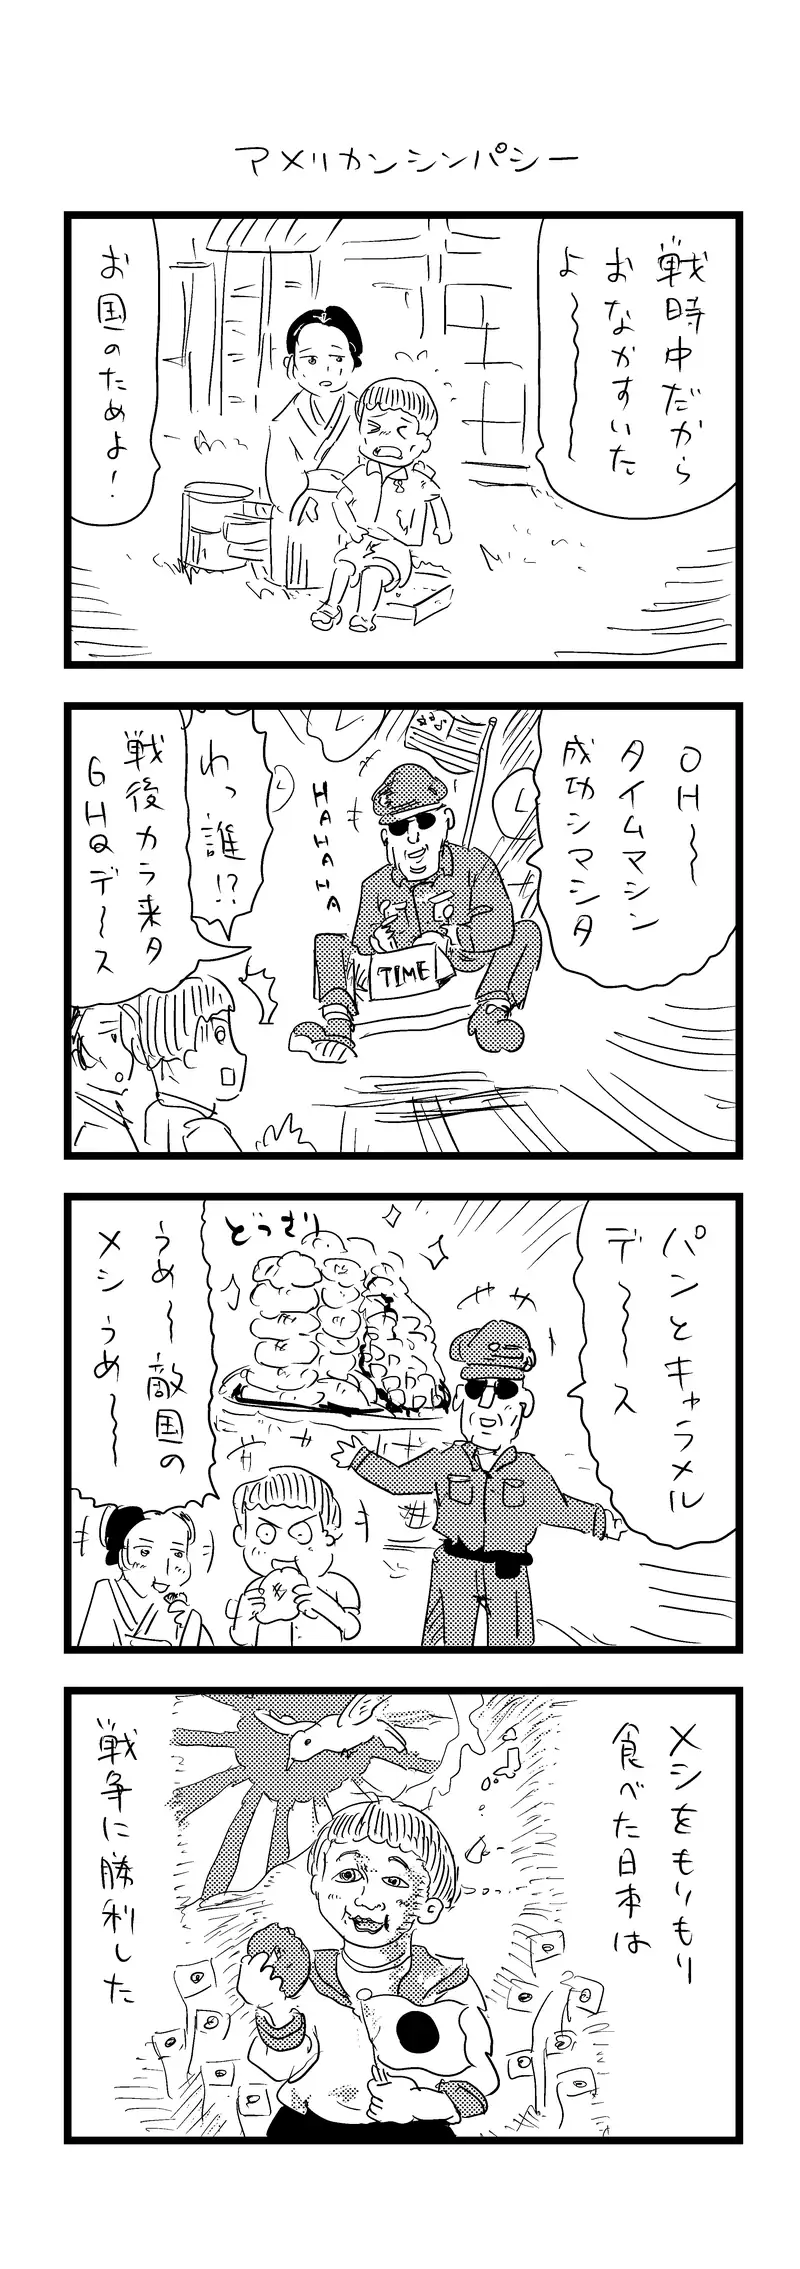 アメリカンシンパシー
戦時中だから
おなかすいた
よ〜〜〜
お国のためよ！
OH〜〜
タイムマシン
成功シマシタ
HAHAHAHA
TIME
わっ誰!?
戦後カラ来タ
GHQデ〜ス
パンとキャラメル
デ〜〜〜ス
どっさり
うめ〜敵国の
メシうめ〜〜
メシをもりもり
食べた日本は
戦争に勝利した